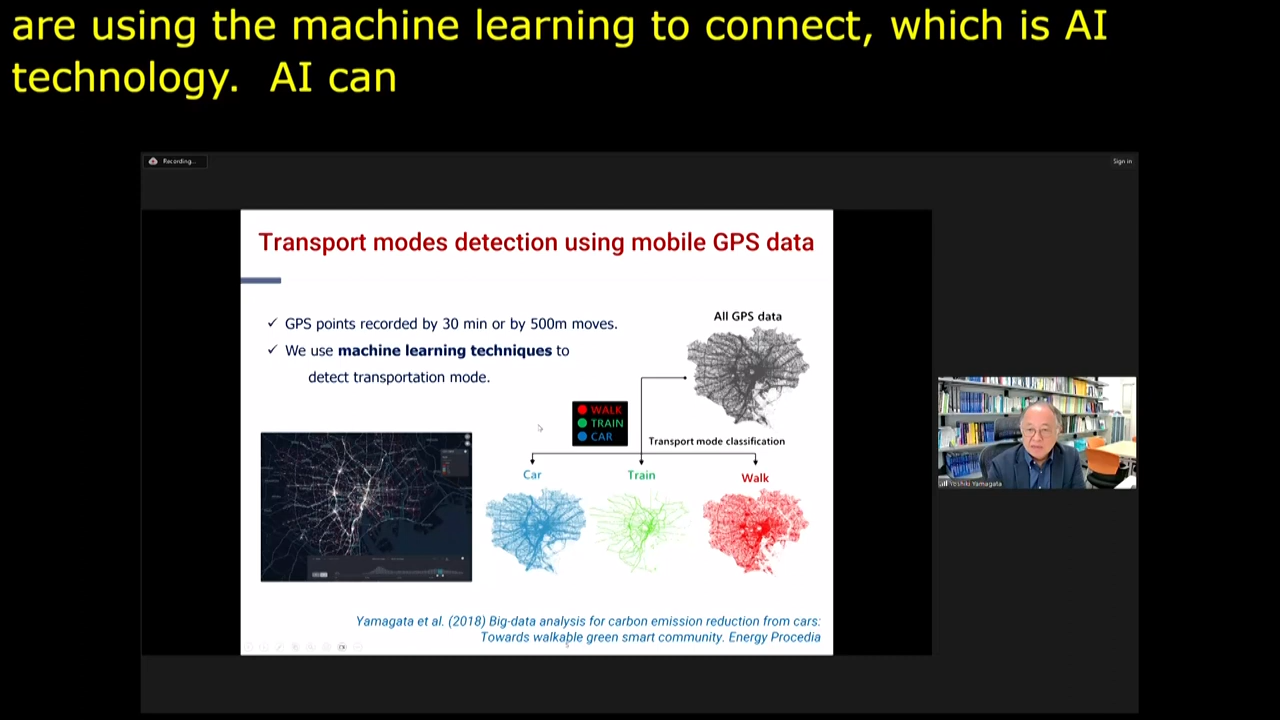 are using the machine learning to connect, which is AI
technology.  AI can
Recording...
Sign in
Transport modes detection using mobile GPS data
✓ GPS points recorded by 30 min or by 500m moves.
✓ We use machine learning techniques to
detect transportation mode.
All GPS data
WALK
TRAIN
CAR
Transport mode classification
Car
Train
Walk
Yoshiki Yamagata
Yamagata et al. (2018) Big-data analysis for carbon emission reduction from cars:
Towards walkable green smart community. Energy Procedia